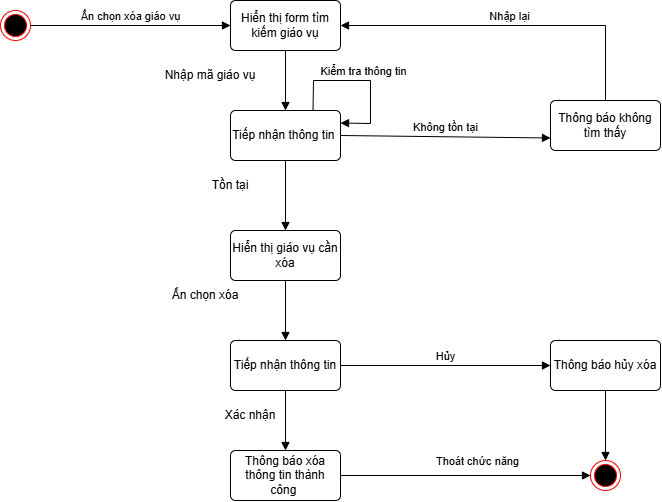 Ấn chọn xóa giáo vụ
Hiển thị form tìm
kiếm giáo vụ
Nhập lại
Nhập mã giáo vụ
Kiểm tra thông tin
Tiếp nhận thông tin
Không tồn tại
Thông báo không
tìm thấy
Tồn tại
Hiển thị giáo vụ cần
xóa
Ấn chọn xóa
Tiếp nhận thông tin
Hủy
Thông báo hủy xóa
Xác nhận
Thông báo xóa
thông tin thành
công
Thoát chức năng